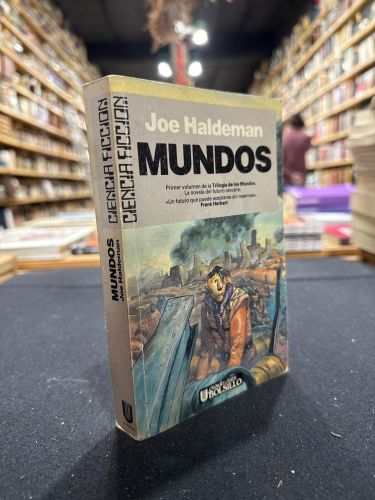 Joe Haldeman
MUNDOS
Primer volumen de la Trilogía de los Mundos.
La novela del futuro cercano.
«Un futuro que puede aceptarse sin reservas».
Frank Herbert
BOLSILLO
CIENCIA FICCION
CIENCIA FICCION
MUNDOS
Joe Haldeman